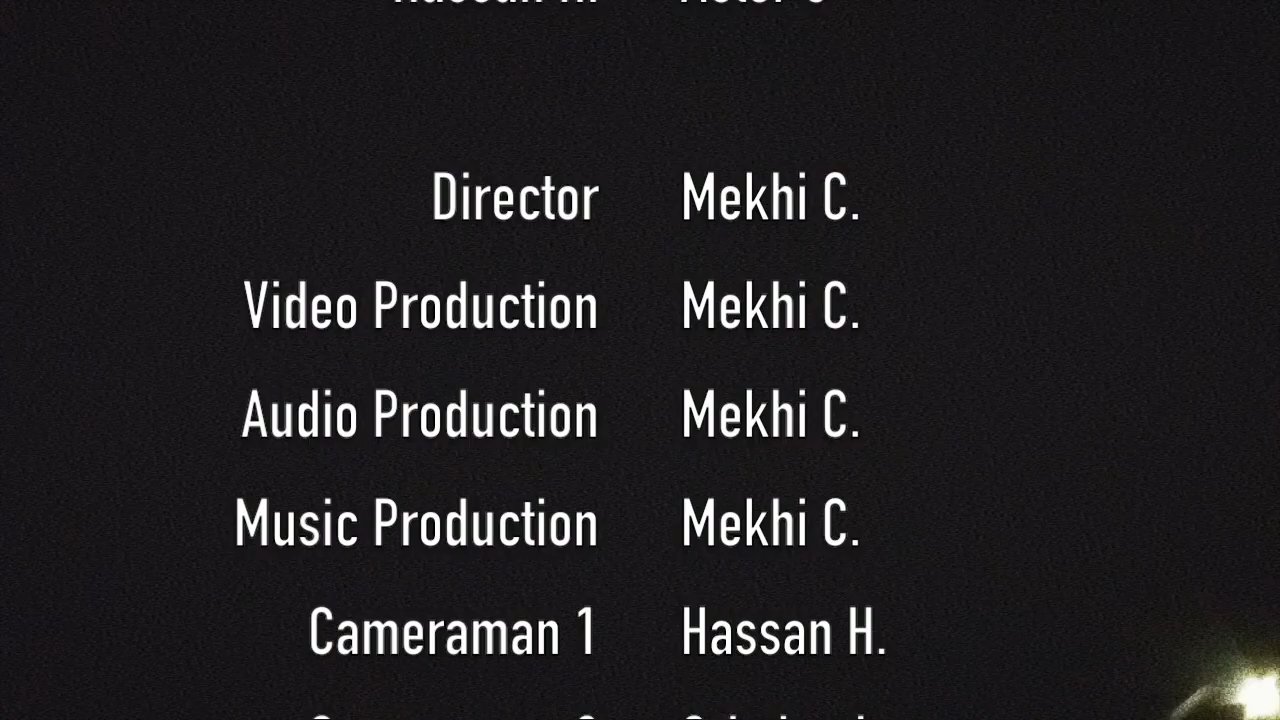 Director Mekhi C.
Video Production Mekhi C.
Audio Production Mekhi C.
Music Production Mekhi C.
Cameraman 1 Hassan H.